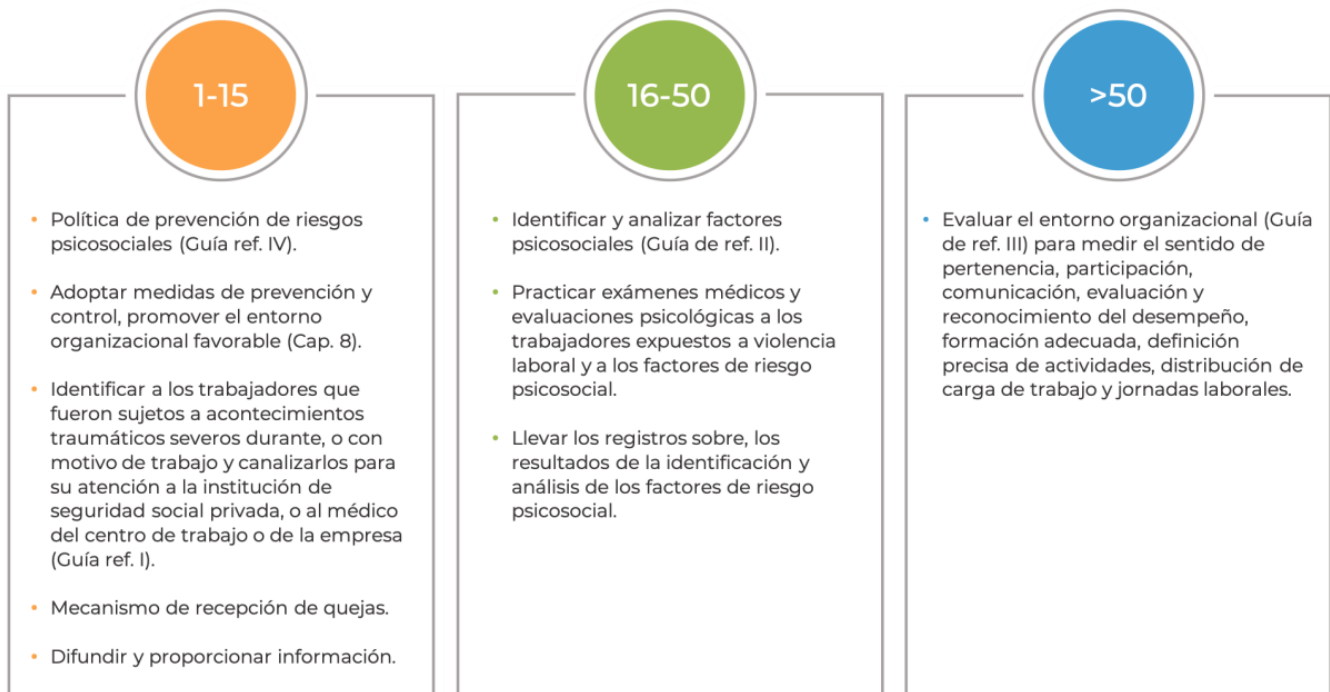 1-15
• Política de prevención de riesgos
psicosociales (Guía ref. IV).
• Adoptar medidas de prevención y
control, promover el entorno
organizacional favorable (Cap. 8).
• Identificar a los trabajadores que
fueron sujetos a acontecimientos
traumáticos severos durante, o con
motivo de trabajo y canalizarlos para
su atención a la institución de
seguridad social privada, o al médico
del centro de trabajo o de la empresa
(Guía ref. I).
• Mecanismo de recepción de quejas.
• Difundir y proporcionar información.
16-50
• Identificar y analizar factores
psicosociales (Guía de ref. II).
• Practicar exámenes médicos y
evaluaciones psicológicas a los
trabajadores expuestos a violencia
laboral y a los factores de riesgo
psicosocial.
• Llevar los registros sobre, los
resultados de la identificación y
análisis de los factores de riesgo
psicosocial.
>50
• Evaluar el entorno organizacional (Guía
de ref. III) para medir el sentido de
pertenencia, participación,
comunicación, evaluación y
reconocimiento del desempeño,
formación adecuada, definición
precisa de actividades, distribución de
carga de trabajo y jornadas laborales.